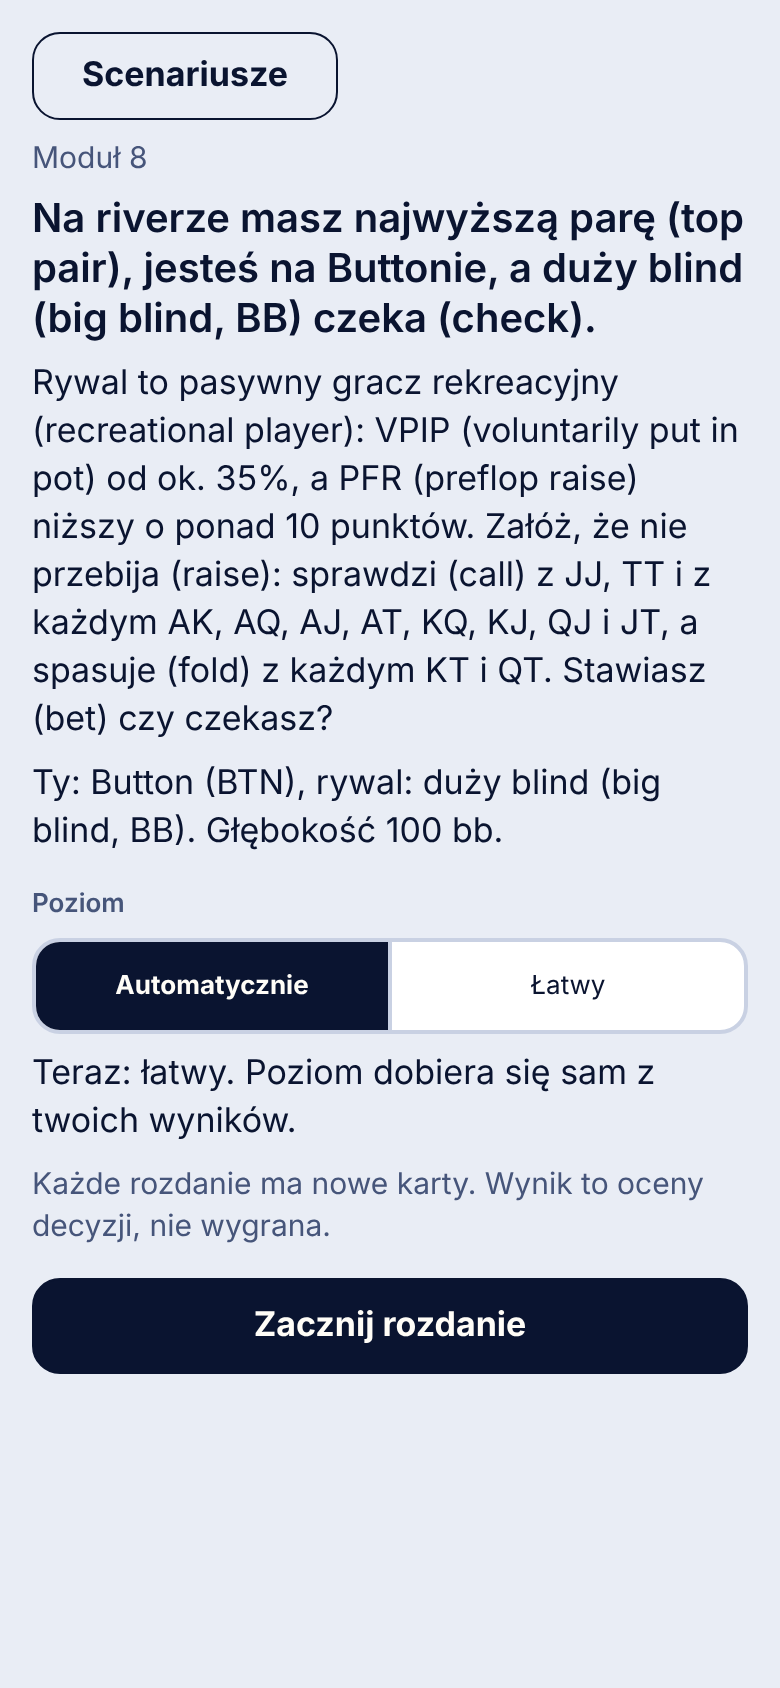 Scenariusze
Moduł 8
Na riverze masz najwyższą parę (top
pair), jesteś na Buttonie, a duży blind
(big blind, BB) czeka (check).
Rywal to pasywny gracz rekreacyjny
(recreational player): VPIP (voluntarily put in
pot) od ok. 35%, a PFR (preflop raise)
niższy o ponad 10 punktów. Załóż, że nie
przebija (raise): sprawdzi (call) z JJ, TT i z
każdym AK, AQ, AJ, AT, KQ, KJ, QJ i JT, a
spasuje (fold) z każdym KT i QT. Stawiasz
(bet) czy czekasz?
Ty: Button (BTN), rywal: duży blind (big
blind, BB). Głębokość 100 bb.
Poziom
Automatycznie
Łatwy
Teraz: łatwy. Poziom dobiera się sam z
twoich wyników.
Każde rozdanie ma nowe karty. Wynik to oceny
decyzji, nie wygrana.
Zacznij rozdanie